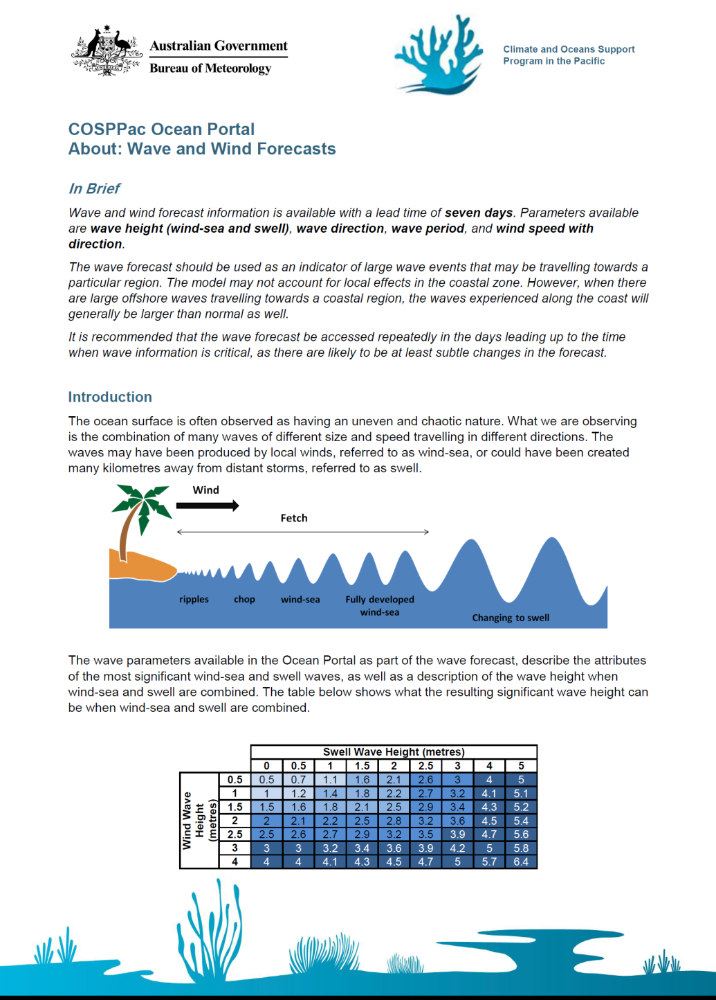 Australian Government
Bureau of Meteorology
Climate and Oceans Support
Program in the Pacific
COSPPac Ocean Portal
About: Wave and Wind Forecasts
In Brief
Wave and wind forecast information is available with a lead time of seven days. Parameters available
are wave height (wind-sea and swell), wave direction, wave period, and wind speed with
direction.
The wave forecast should be used as an indicator of large wave events that may be travelling towards a
particular region. The model may not account for local effects in the coastal zone. However, when there
are large offshore waves travelling towards a coastal region, the waves experienced along the coast will
generally be larger than normal as well.
It is recommended that the wave forecast be accessed repeatedly in the days leading up to the time
when wave information is critical, as there are likely to be at least subtle changes in the forecast.
Introduction
The ocean surface is often observed as having an uneven and chaotic nature. What we are observing
is the combination of many waves of different size and speed travelling in different directions. The
waves may have been produced by local winds, referred to as wind-sea, or could have been created
many kilometres away from distant storms, referred to as swell.
Wind
Fetch
ripples chop wind-sea Fully developed
wind-sea
Changing to swell
The wave parameters available in the Ocean Portal as part of the wave forecast, describe the attributes
of the most significant wind-sea and swell waves, as well as a description of the wave height when
wind-sea and swell are combined. The table below shows what the resulting significant wave height can
be when wind-sea and swell are combined.
Swell Wave Height (metres)
0 0.5 1 1.5 2 2.5 3 4 5
Wind Wave
Height
(metres)
0.5 0.5 0.7 1.1 1.6 2.1 2.6 3 4 5
1 1 1.2 1.4 1.8 2.2 2.7 3.2 4.1 5.1
1.5 1.5 1.6 1.8 2.1 2.5 2.9 3.4 4.3 5.2
2 2 2.1 2.2 2.5 2.8 3.2 3.6 4.5 5.4
2.5 2.5 2.6 2.7 2.9 3.2 3.5 3.9 4.7 5.6
3 3 3 3.2 3.4 3.6 3.9 4.2 5 5.8
4 4 4 4.1 4.3 4.5 4.7 5 5.7 6.4